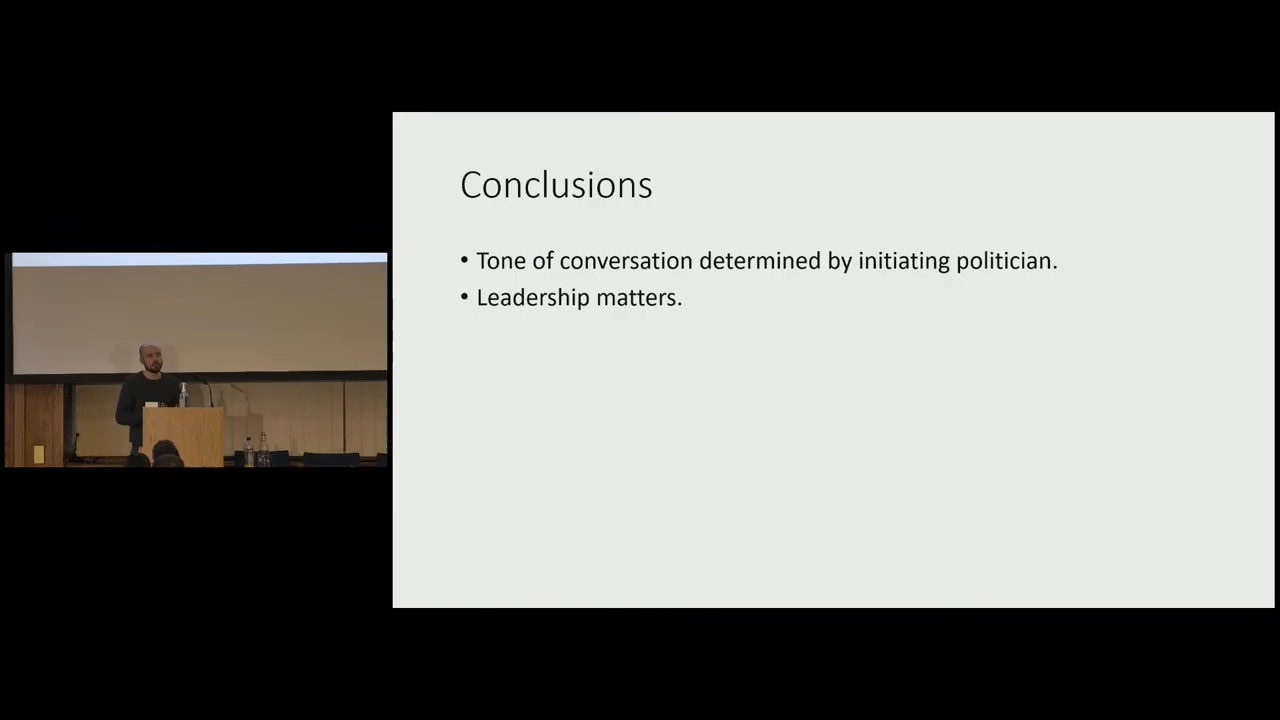 Conclusions
• Tone of conversation determined by initiating politician.
• Leadership matters.